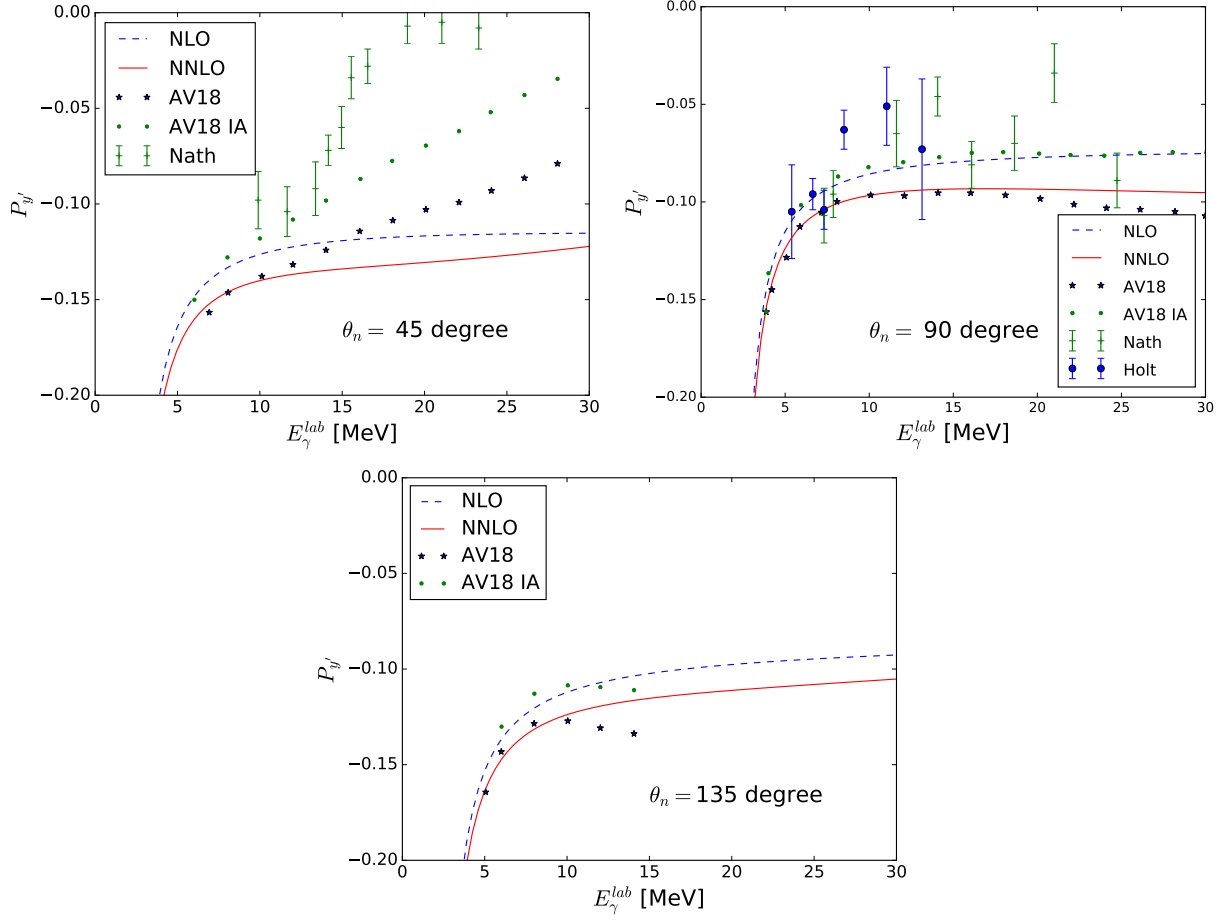 0.00
−0.05
−0.10
−0.15
−0.20
P_{y'}
NLO
NNLO
AV18
AV18 IA
Nath
θ_n = 45 degree
0 5 10 15 20 25 30
E_γ^{lab} [MeV]
0.00
−0.05
−0.10
−0.15
−0.20
P_{y'}
θ_n = 90 degree
NLO
NNLO
AV18
AV18 IA
Nath
Holt
0 5 10 15 20 25 30
E_γ^{lab} [MeV]
0.00
−0.05
−0.10
−0.15
−0.20
P_{y'}
NLO
NNLO
AV18
AV18 IA
θ_n = 135 degree
0 5 10 15 20 25 30
E_γ^{lab} [MeV]